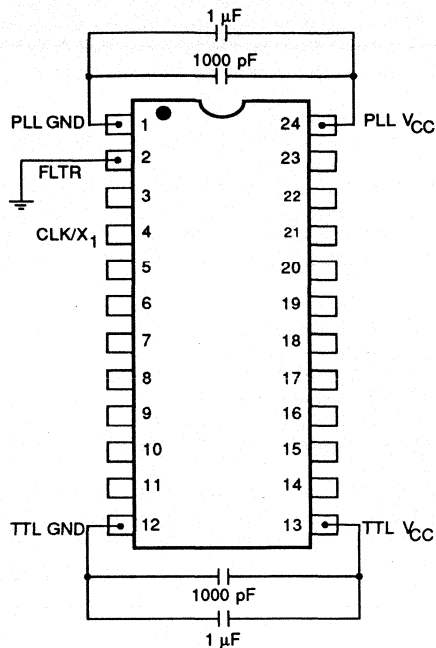 1 µF
1000 pF
PLL GND 1 24 PLL VCC
2 23
FLTR
3 22
CLK/X1 4 21
5 20
6 19
7 18
8 17
9 16
10 15
11 14
TTL GND 12 13 TTL VCC
1000 pF
1 µF